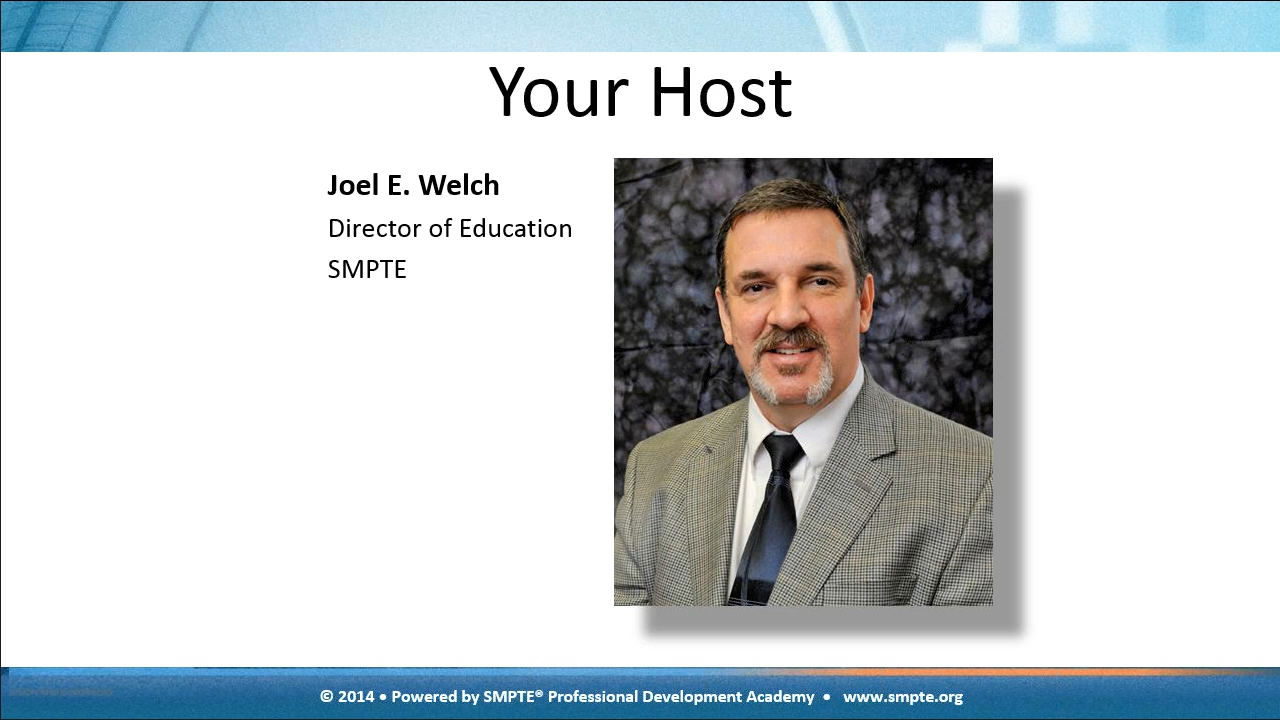 Your Host
Joel E. Welch
Director of Education
SMPTE
© 2014 • Powered by SMPTE® Professional Development Academy • www.smpte.org